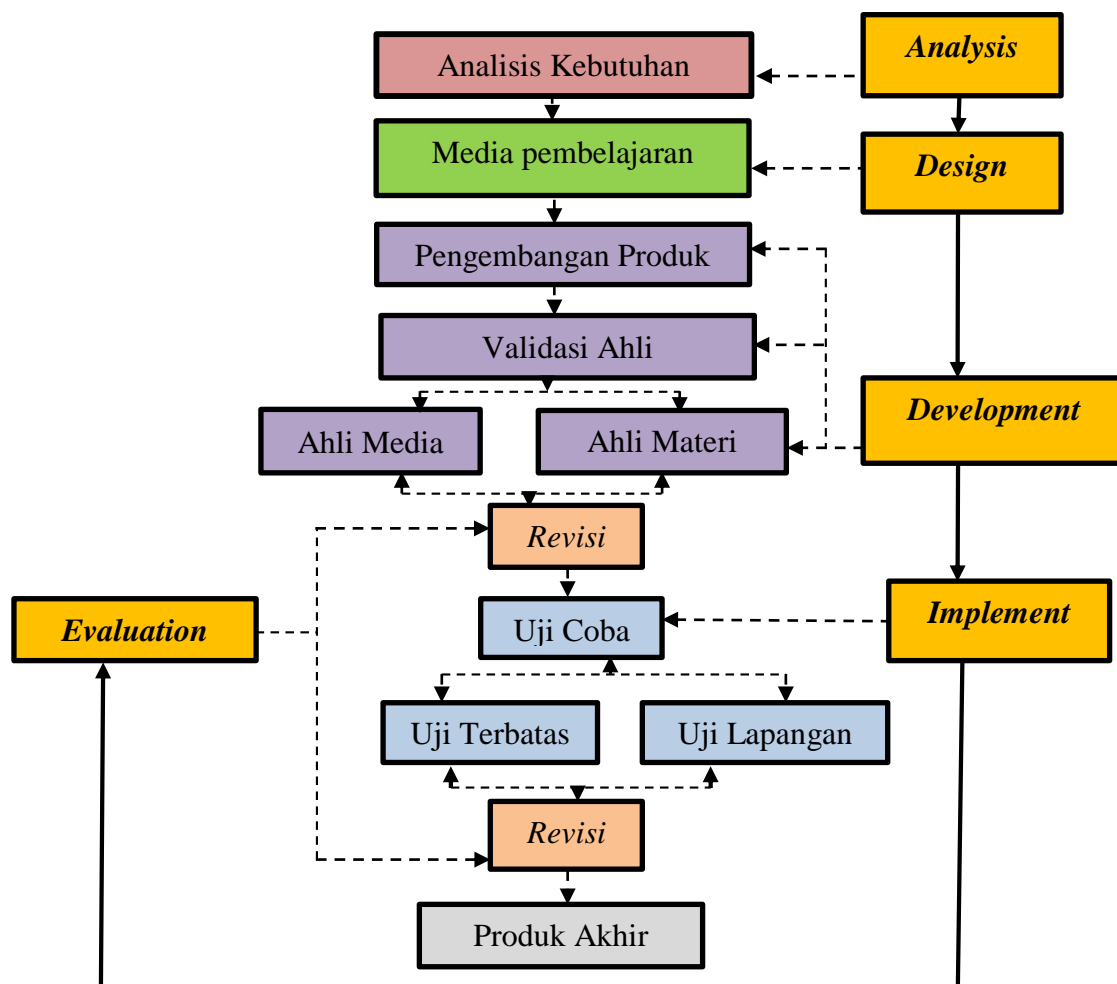 Analisis Kebutuhan
Analysis
Media pembelajaran
Design
Pengembangan Produk
Validasi Ahli
Development
Ahli Media
Ahli Materi
Revisi
Evaluation
Uji Coba
Implement
Uji Terbatas
Uji Lapangan
Revisi
Produk Akhir